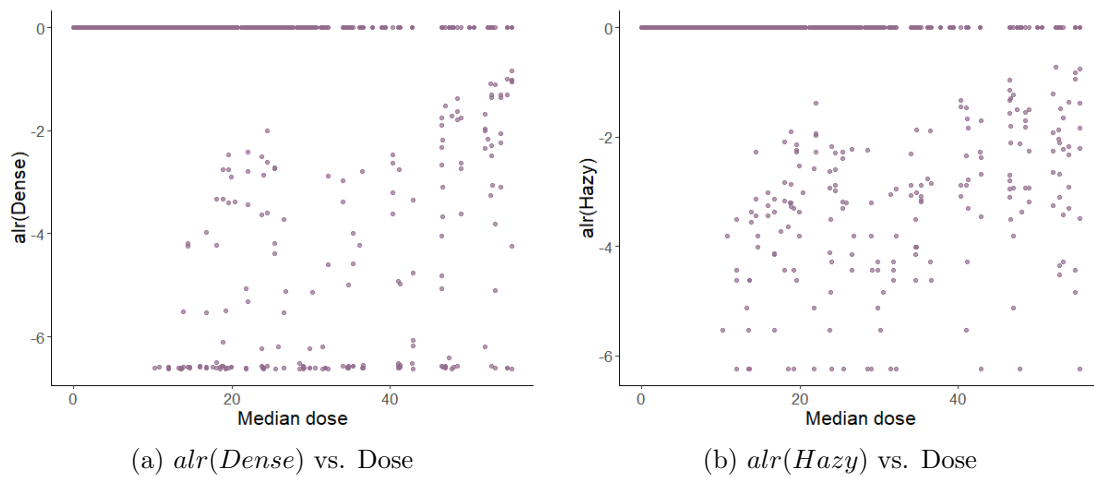 0
-2
-4
-6
alr(Dense)
0
20
40
Median dose
(a) alr(Dense) vs. Dose
0
-2
-4
-6
alr(Hazy)
0
20
40
Median dose
(b) alr(Hazy) vs. Dose